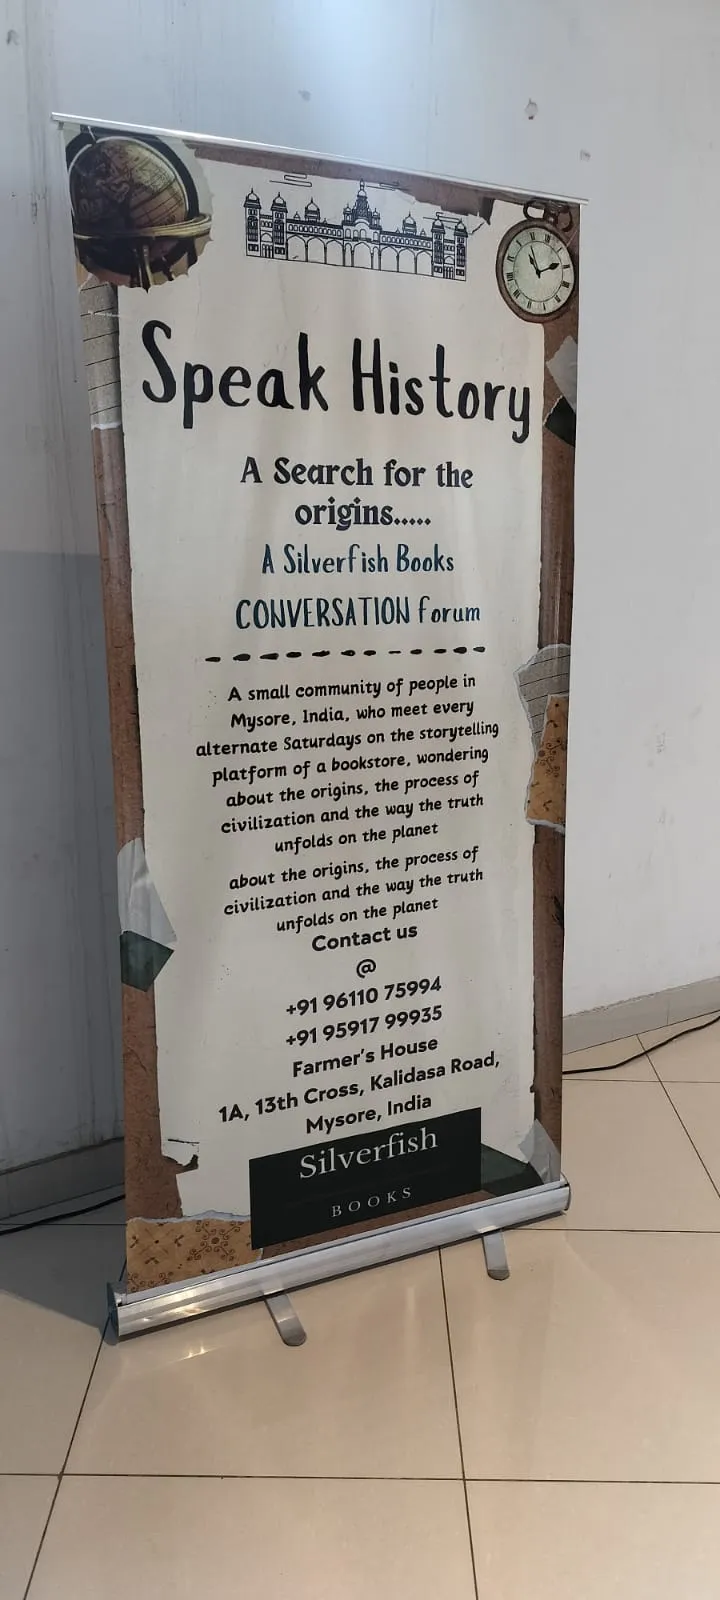 Speak History
A Search for the
origins.....
A Silverfish Books
CONVERSATION forum
A small community of people in
Mysore, India, who meet every
alternate Saturdays on the storytelling
platform of a bookstore, wondering
about the origins, the process of
civilization and the way the truth
unfolds on the planet
about the origins, the process of
civilization and the way the truth
unfolds on the planet
Contact us
@
+91 96110 75994
+91 95917 99935
Farmer's House
1A, 13th Cross, Kalidasa Road,
Mysore, India
Silverfish
BOOKS